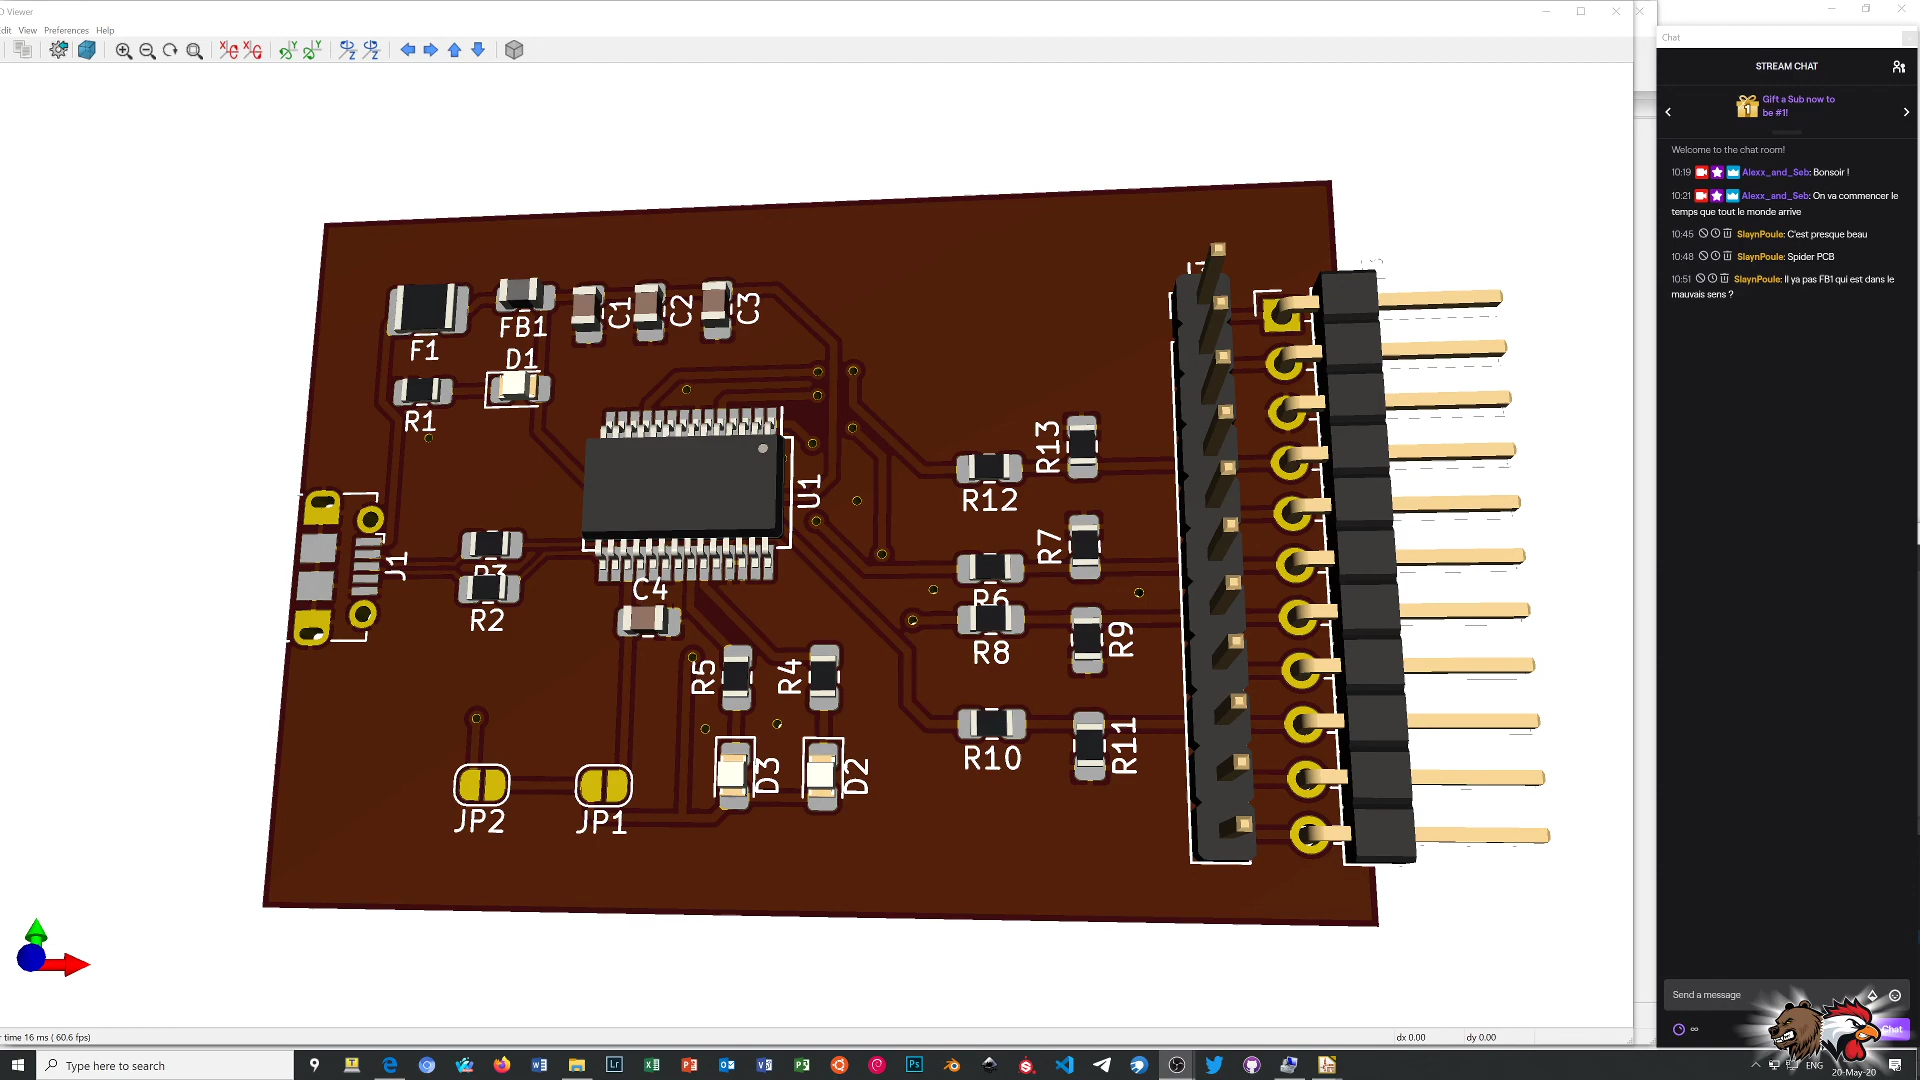 D Viewer
dit View Preferences Help
F1
FB1
C1
C2
C3
D1
R1
U1
R13
R12
R7
R6
R8
R9
R10
R11
J1
R3
R2
C4
R5
R4
D3
D2
JP2
JP1
time 16 ms ( 60.6 fps)
dx 0.00
dy 0.00
Chat
STREAM CHAT
1
Gift a Sub now to
be #1!
Welcome to the chat room!
10:19 Alexx_and_Seb: Bonsoir !
10:21 Alexx_and_Seb: On va commencer le
temps que tout le monde arrive
10:45 SlaynPoule: C'est presque beau
10:48 SlaynPoule: Spider PCB
10:51 SlaynPoule: Il ya pas FB1 qui est dans le
mauvais sens ?
Send a message
∞
Chat
Type here to search
ENG
20-May-20